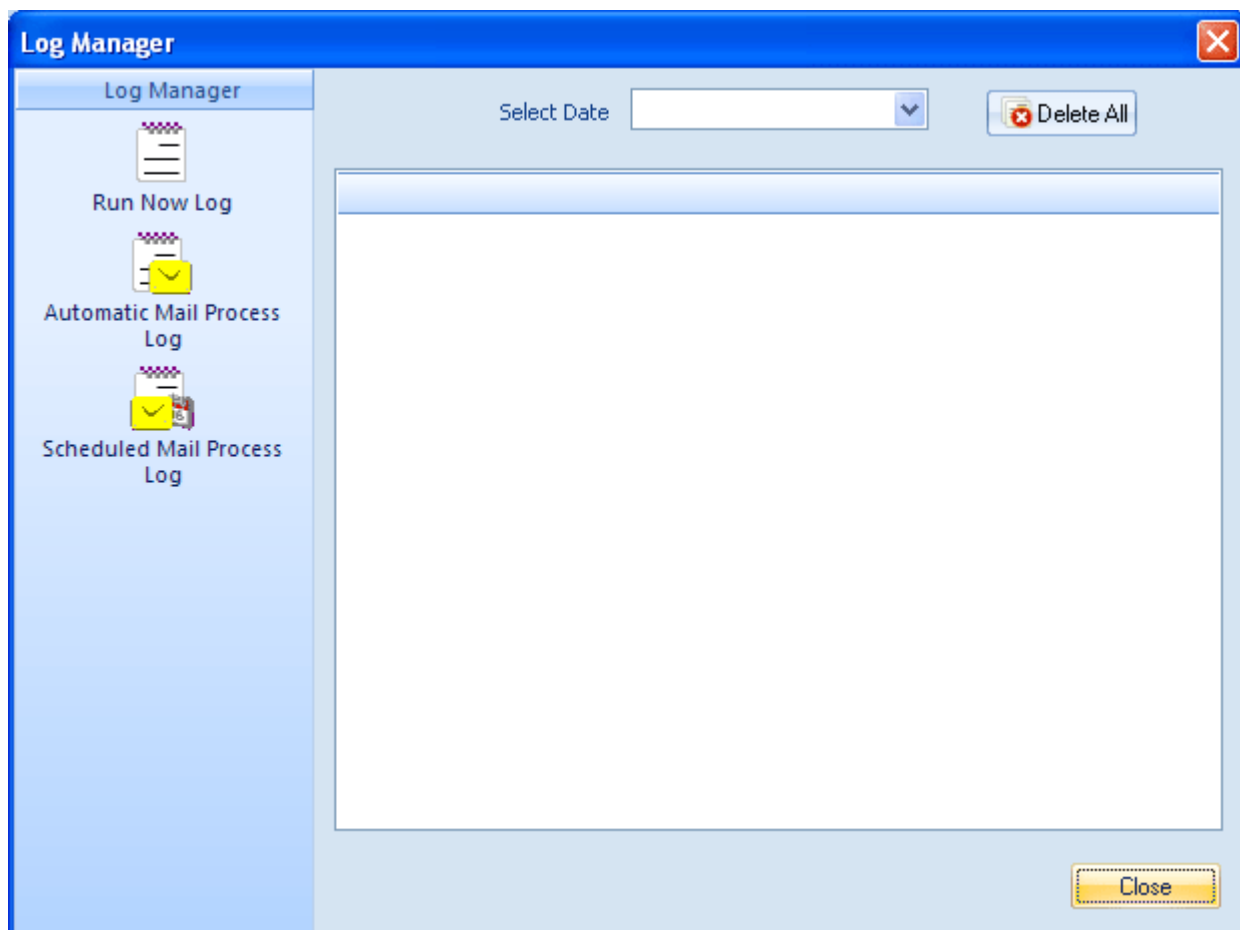 Log Manager
Log Manager
Select Date
Delete All
Run Now Log
Automatic Mail Process
Log
Scheduled Mail Process
Log
Close